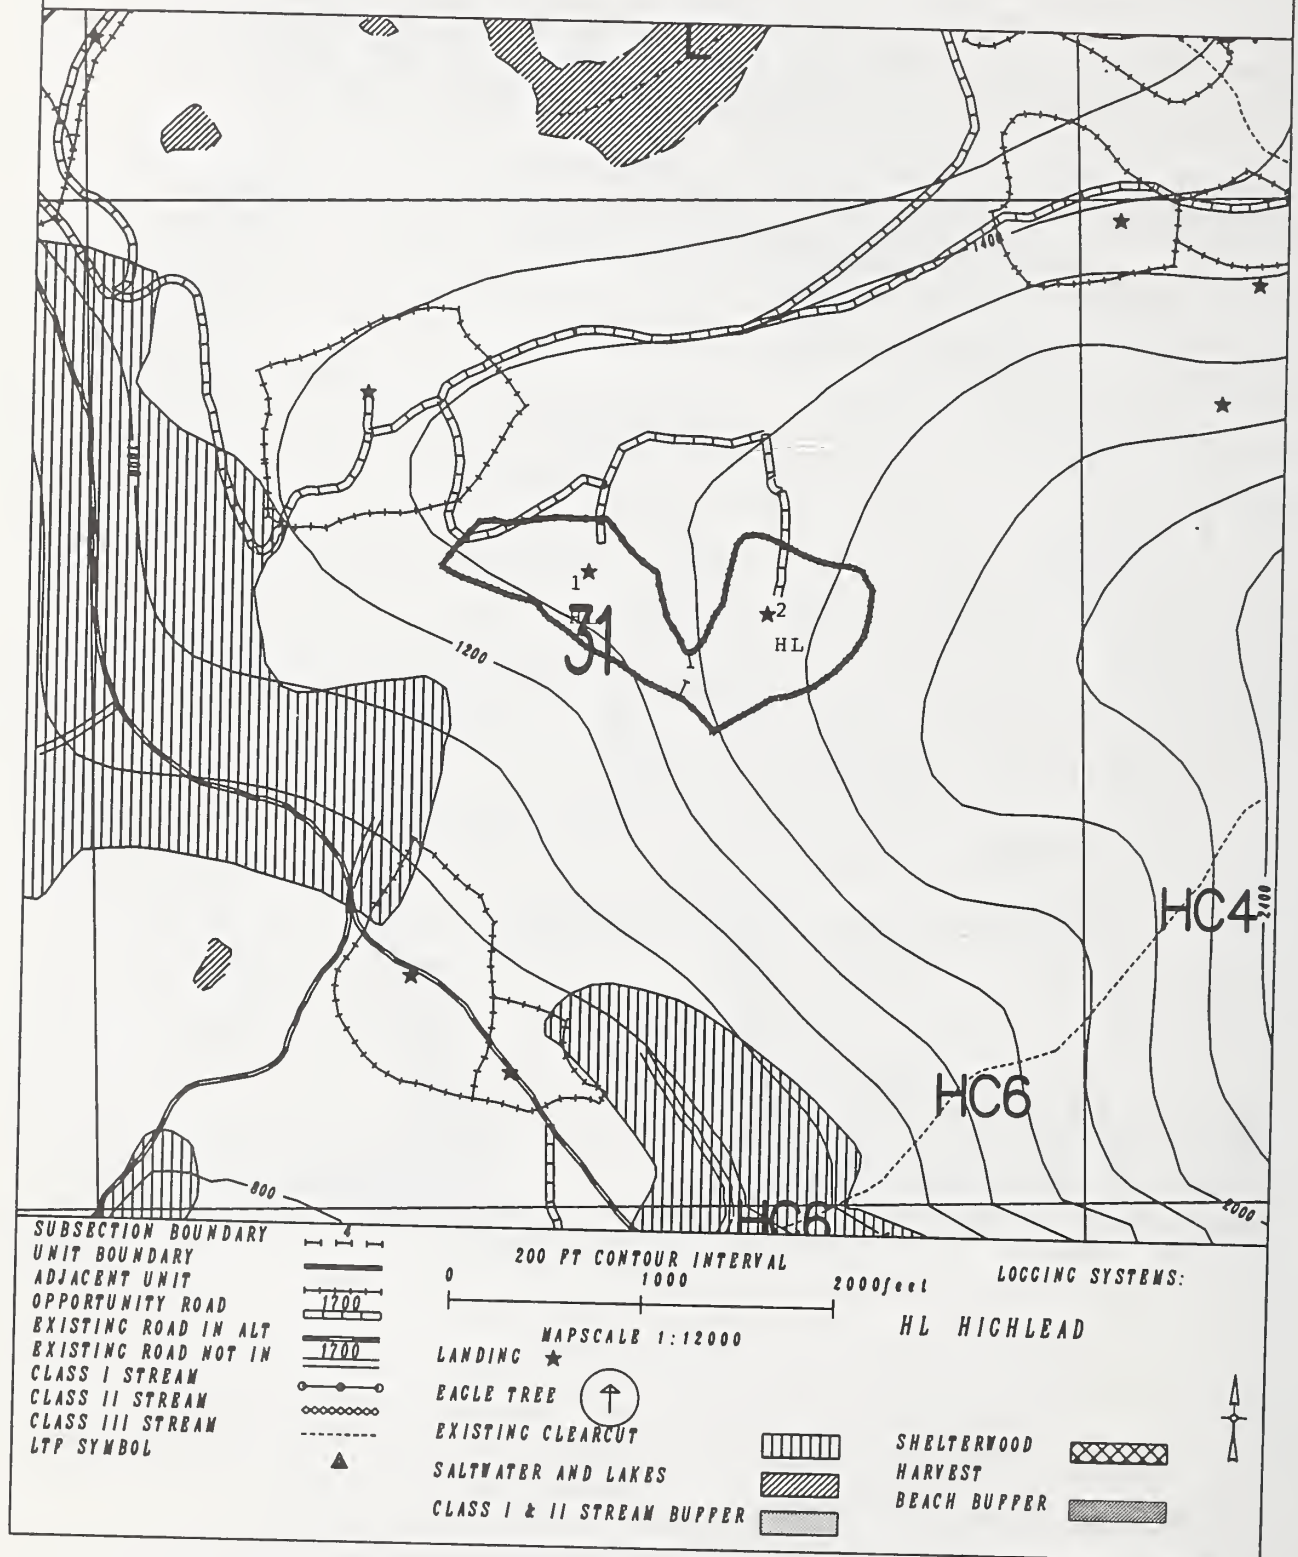 L
1400
1
HL
31
2
HL
1200
HC4
2400
HC6
HC6
800
2000
SUBSECTION BOUNDARY
UNIT BOUNDARY
ADJACENT UNIT
OPPORTUNITY ROAD 1700
EXISTING ROAD IN ALT
EXISTING ROAD NOT IN 1700
CLASS I STREAM
CLASS II STREAM
CLASS III STREAM
LTF SYMBOL
200 FT CONTOUR INTERVAL
0 1000 2000feet
MAPSCALE 1:12000
LANDING
EAGLE TREE
EXISTING CLEARCUT
SALTWATER AND LAKES
CLASS I & II STREAM BUFFER
LOGGING SYSTEMS:
HL HIGHLEAD
SHELTERWOOD
HARVEST
BEACH BUFFER